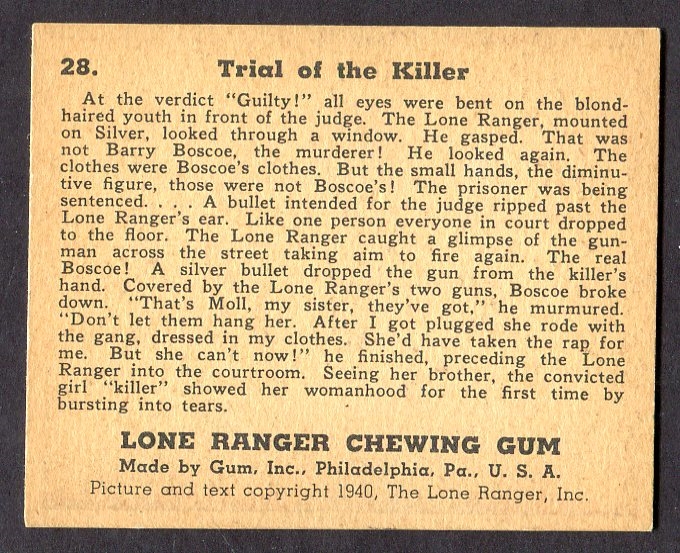 28. Trial of the Killer
At the verdict "Guilty!" all eyes were bent on the blond-
haired youth in front of the judge. The Lone Ranger, mounted
on Silver, looked through a window. He gasped. That was
not Barry Boscoe, the murderer! He looked again. The
clothes were Boscoe's clothes. But the small hands, the diminu-
tive figure, those were not Boscoe's! The prisoner was being
sentenced. . . . A bullet intended for the judge ripped past the
Lone Ranger's ear. Like one person everyone in court dropped
to the floor. The Lone Ranger caught a glimpse of the gun-
man across the street taking aim to fire again. The real
Boscoe! A silver bullet dropped the gun from the killer's
hand. Covered by the Lone Ranger's two guns, Boscoe broke
down. "That's Moll, my sister, they've got," he murmured.
"Don't let them hang her. After I got plugged she rode with
the gang, dressed in my clothes. She'd have taken the rap for
me. But she can't now!" he finished, preceding the Lone
Ranger into the courtroom. Seeing her brother, the convicted
girl "killer" showed her womanhood for the first time by
bursting into tears.
LONE RANGER CHEWING GUM
Made by Gum, Inc., Philadelphia, Pa., U. S. A.
Picture and text copyright 1940, The Lone Ranger, Inc.